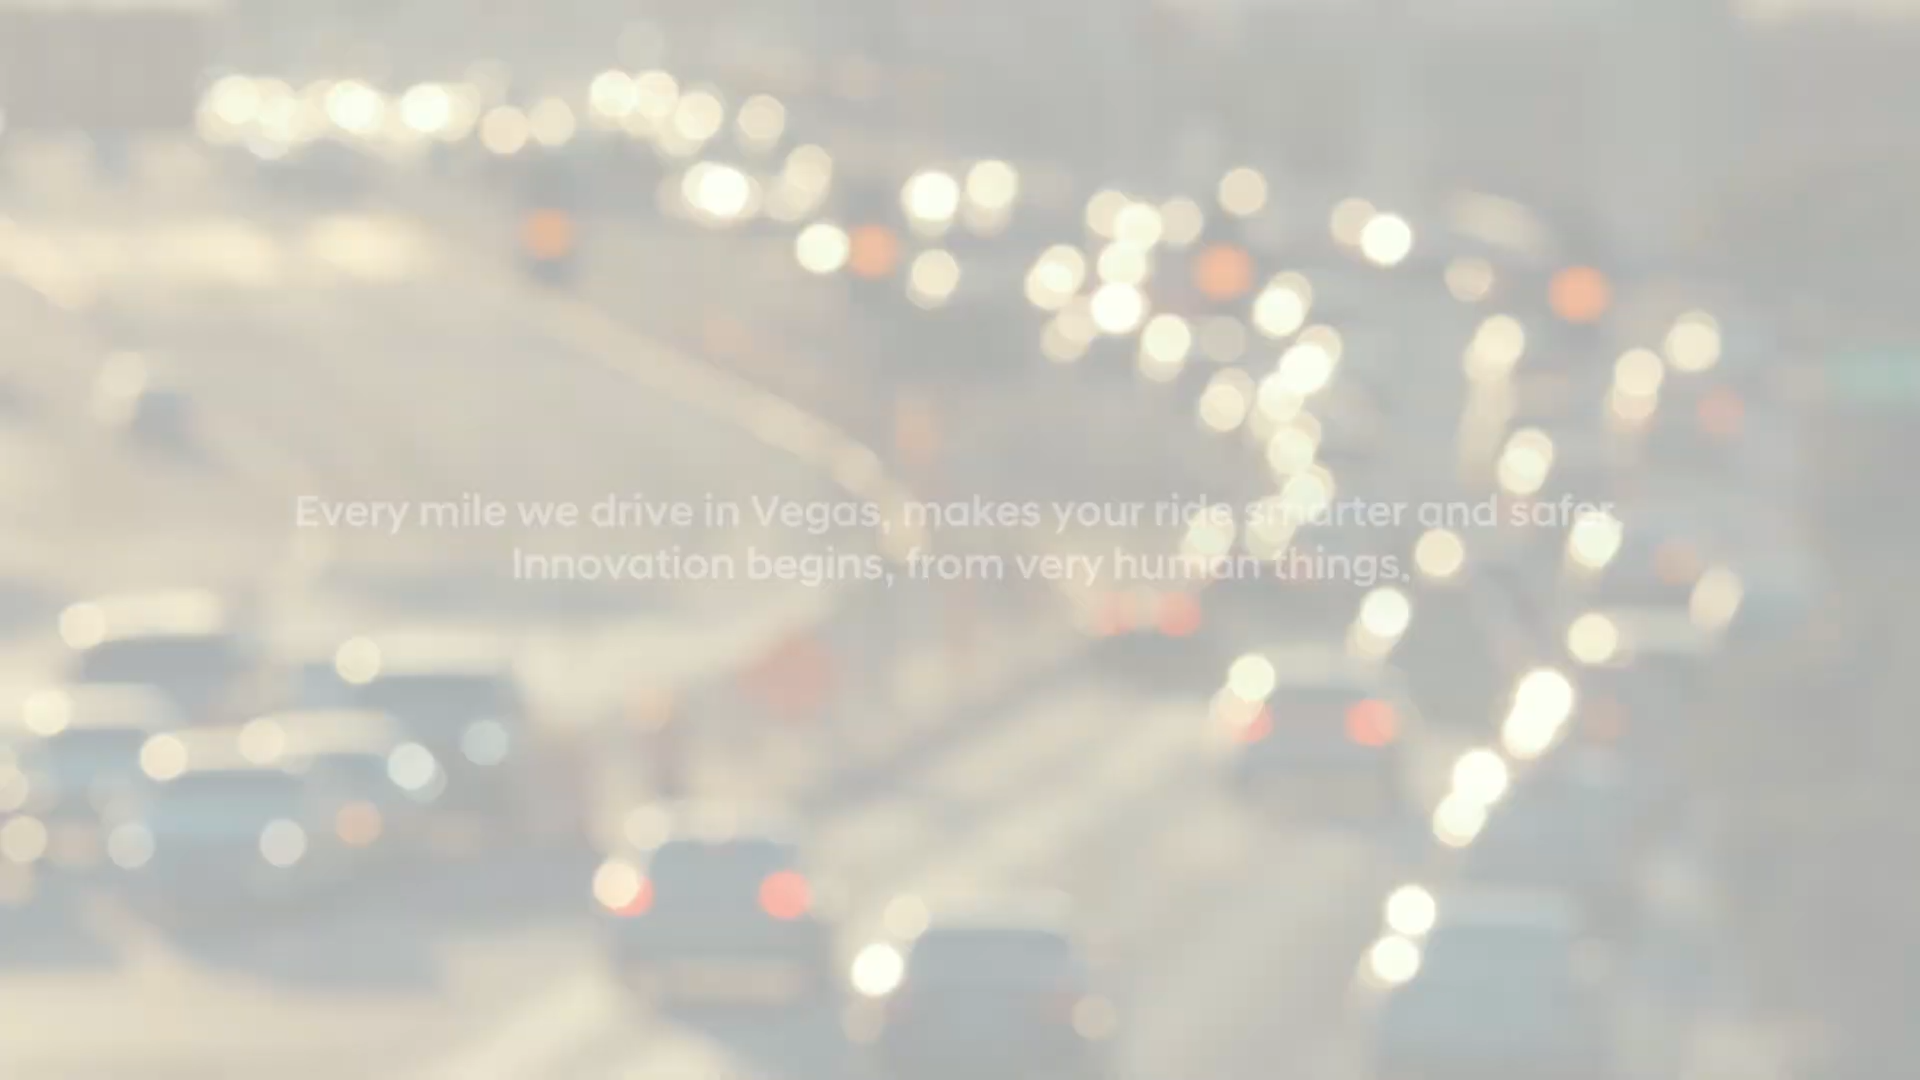 Every mile we drive in Vegas, makes your ride smarter and safer.
Innovation begins, from very human things.